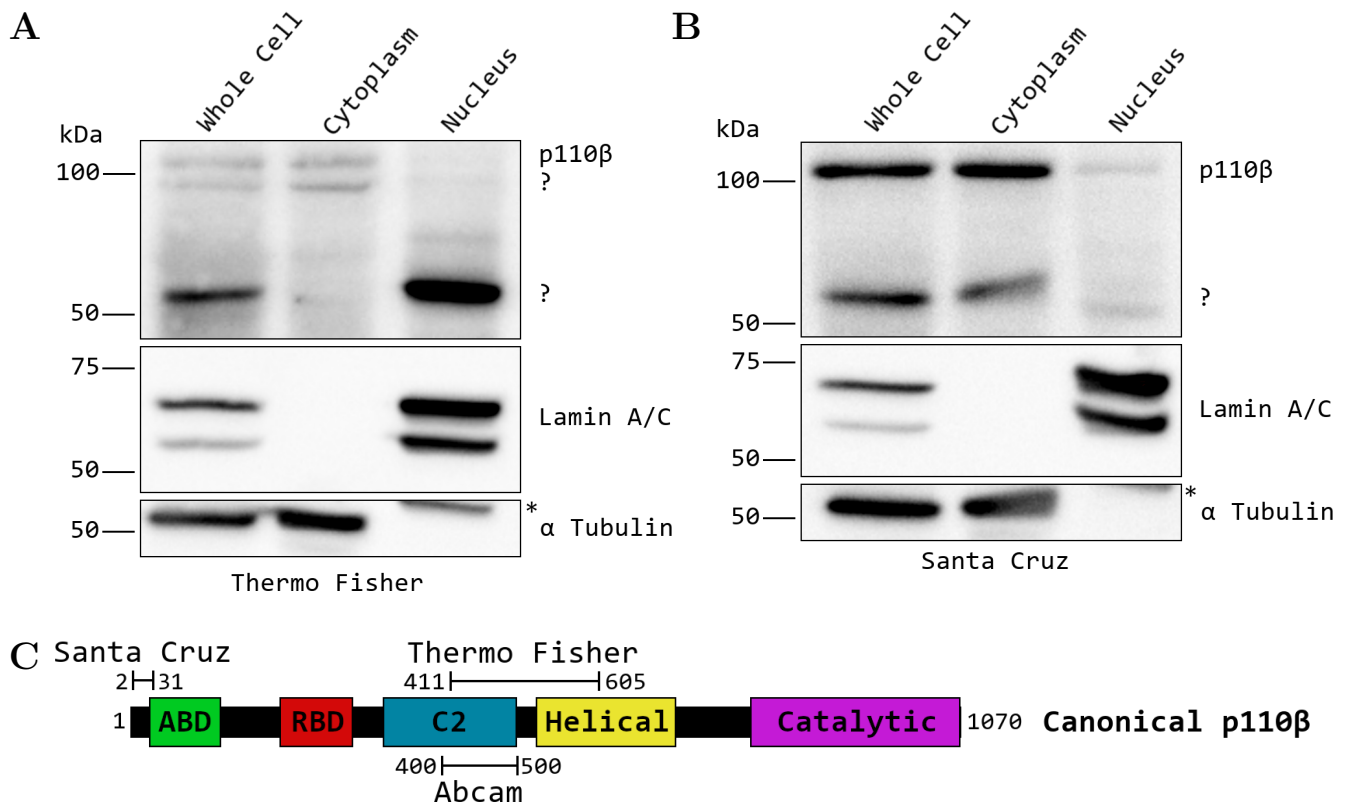 A
Whole Cell
Cytoplasm
Nucleus
kDa
100
50
p110β
?
?
75
50
Lamin A/C
50
*
α Tubulin
Thermo Fisher
B
Whole Cell
Cytoplasm
Nucleus
kDa
100
50
p110β
?
75
50
Lamin A/C
50
*
α Tubulin
Santa Cruz
C
Santa Cruz
Thermo Fisher
2 31
411 605
1 ABD RBD C2 Helical Catalytic 1070 Canonical p110β
400 500
Abcam